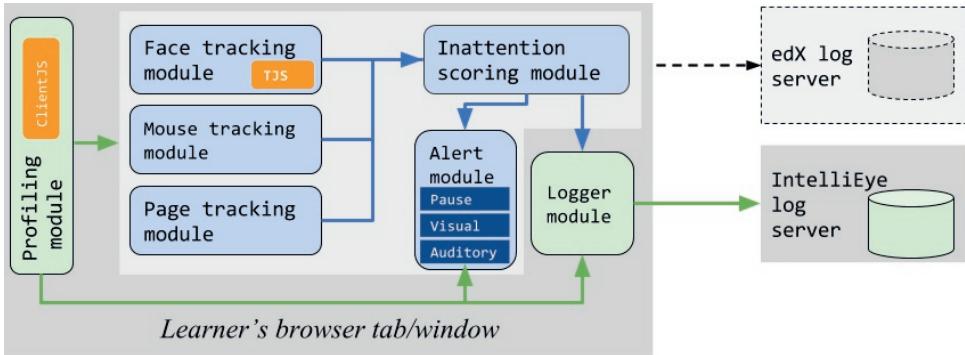 ClientJS
Profiling
module
Face tracking
module
TJS
Mouse tracking
module
Page tracking
module
Inattention
scoring module
Alert
module
Pause
Visual
Auditory
Logger
module
edX log
server
IntelliEye
log
server
Learner's browser tab/window